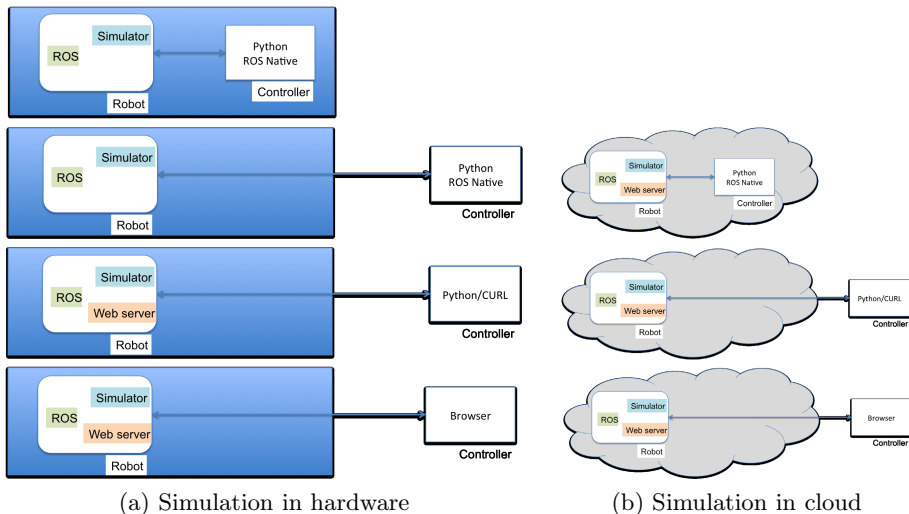 Simulator
ROS
Python
ROS Native
Controller
Robot
Simulator
ROS
Python
ROS Native
Robot
Controller
Simulator
ROS
Web server
Python/CURL
Robot
Controller
Simulator
ROS
Web server
Browser
Robot
Controller
(a) Simulation in hardware
Simulator
ROS
Web server
Python
ROS Native
Controller
Robot
Simulator
ROS
Web server
Python/CURL
Robot
Controller
Simulator
ROS
Web server
Browser
Robot
Controller
(b) Simulation in cloud